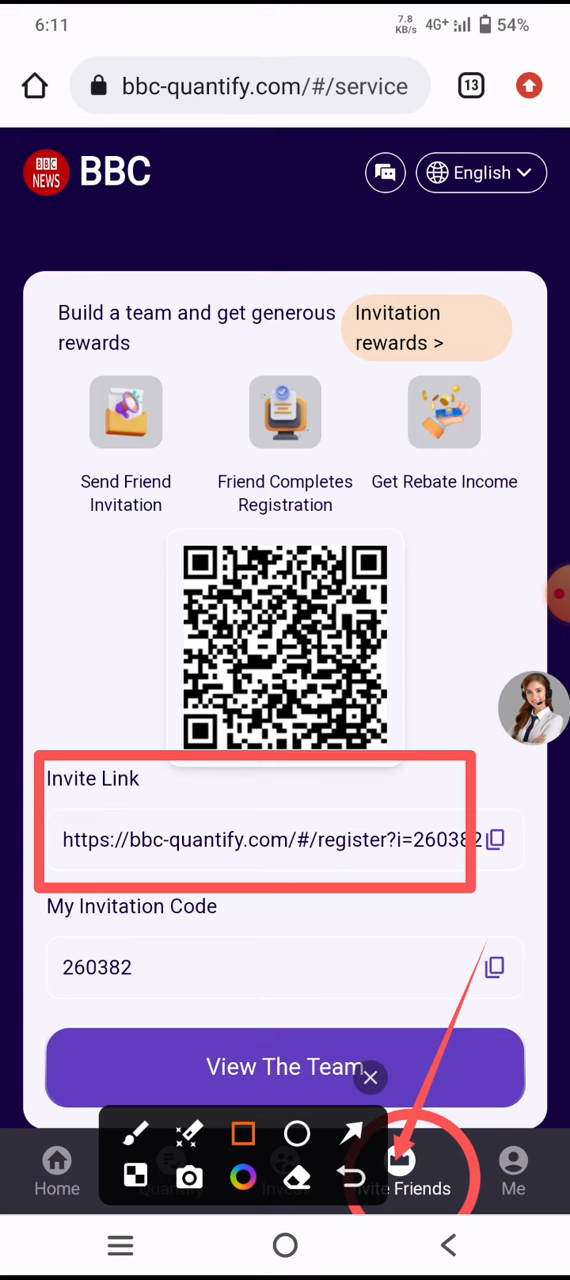 6:11
7.8
KB/s
4G+
54%
bbc-quantify.com/#/service
13
BBC
NEWS
BBC
English
Build a team and get generous
rewards
Invitation
rewards >
Send Friend
Invitation
Friend Completes
Registration
Get Rebate Income
Invite Link
https://bbc-quantify.com/#/register?i=260382
My Invitation Code
260382
View The Team
Home
Friends
Me